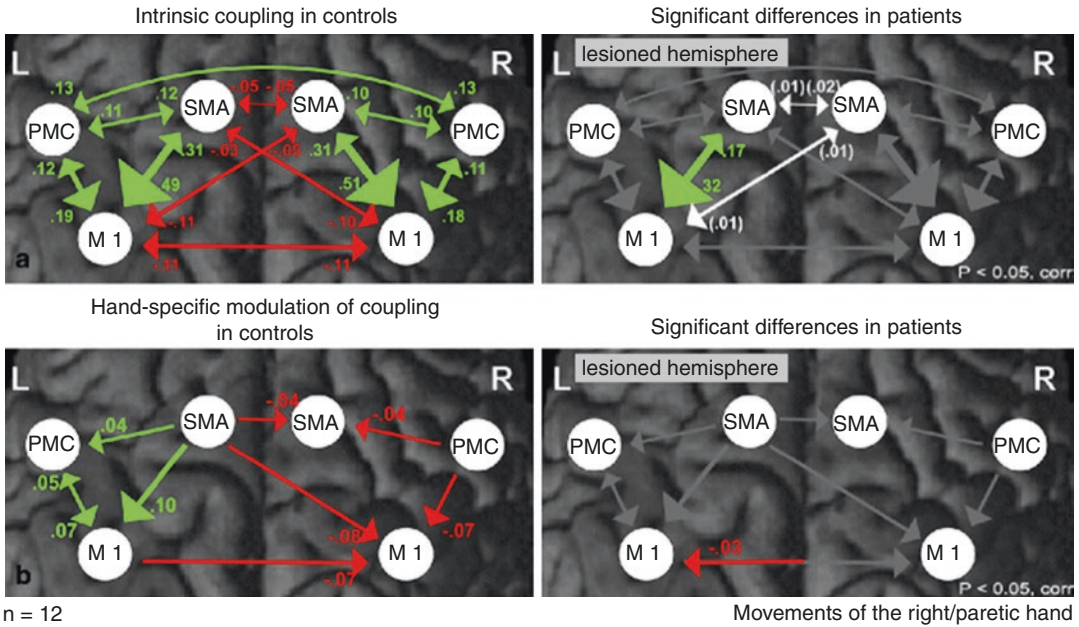 Intrinsic coupling in controls
Significant differences in patients
L
R
lesioned hemisphere
R
.13
.13
.11
.12
-.05
-.05
.10
.10
(.01)
(.02)
PMC
SMA
SMA
PMC
PMC
SMA
SMA
PMC
.12
.31
-.03
-.05
.31
.11
.17
(.01)
.49
.51
.32
.19
-.11
-.10
.18
(.01)
M 1
M 1
M 1
M 1
-.11
-.11
a
P < 0.05, corr
Hand-specific modulation of coupling
in controls
Significant differences in patients
L
R
L
lesioned hemisphere
R
-.04
-.04
.04
PMC
SMA
SMA
PMC
PMC
SMA
SMA
PMC
.05
.10
.07
-.08
-.07
M 1
M 1
-.07
-.03
M 1
M 1
b
P < 0.05, corr
n = 12
Movements of the right/paretic hand